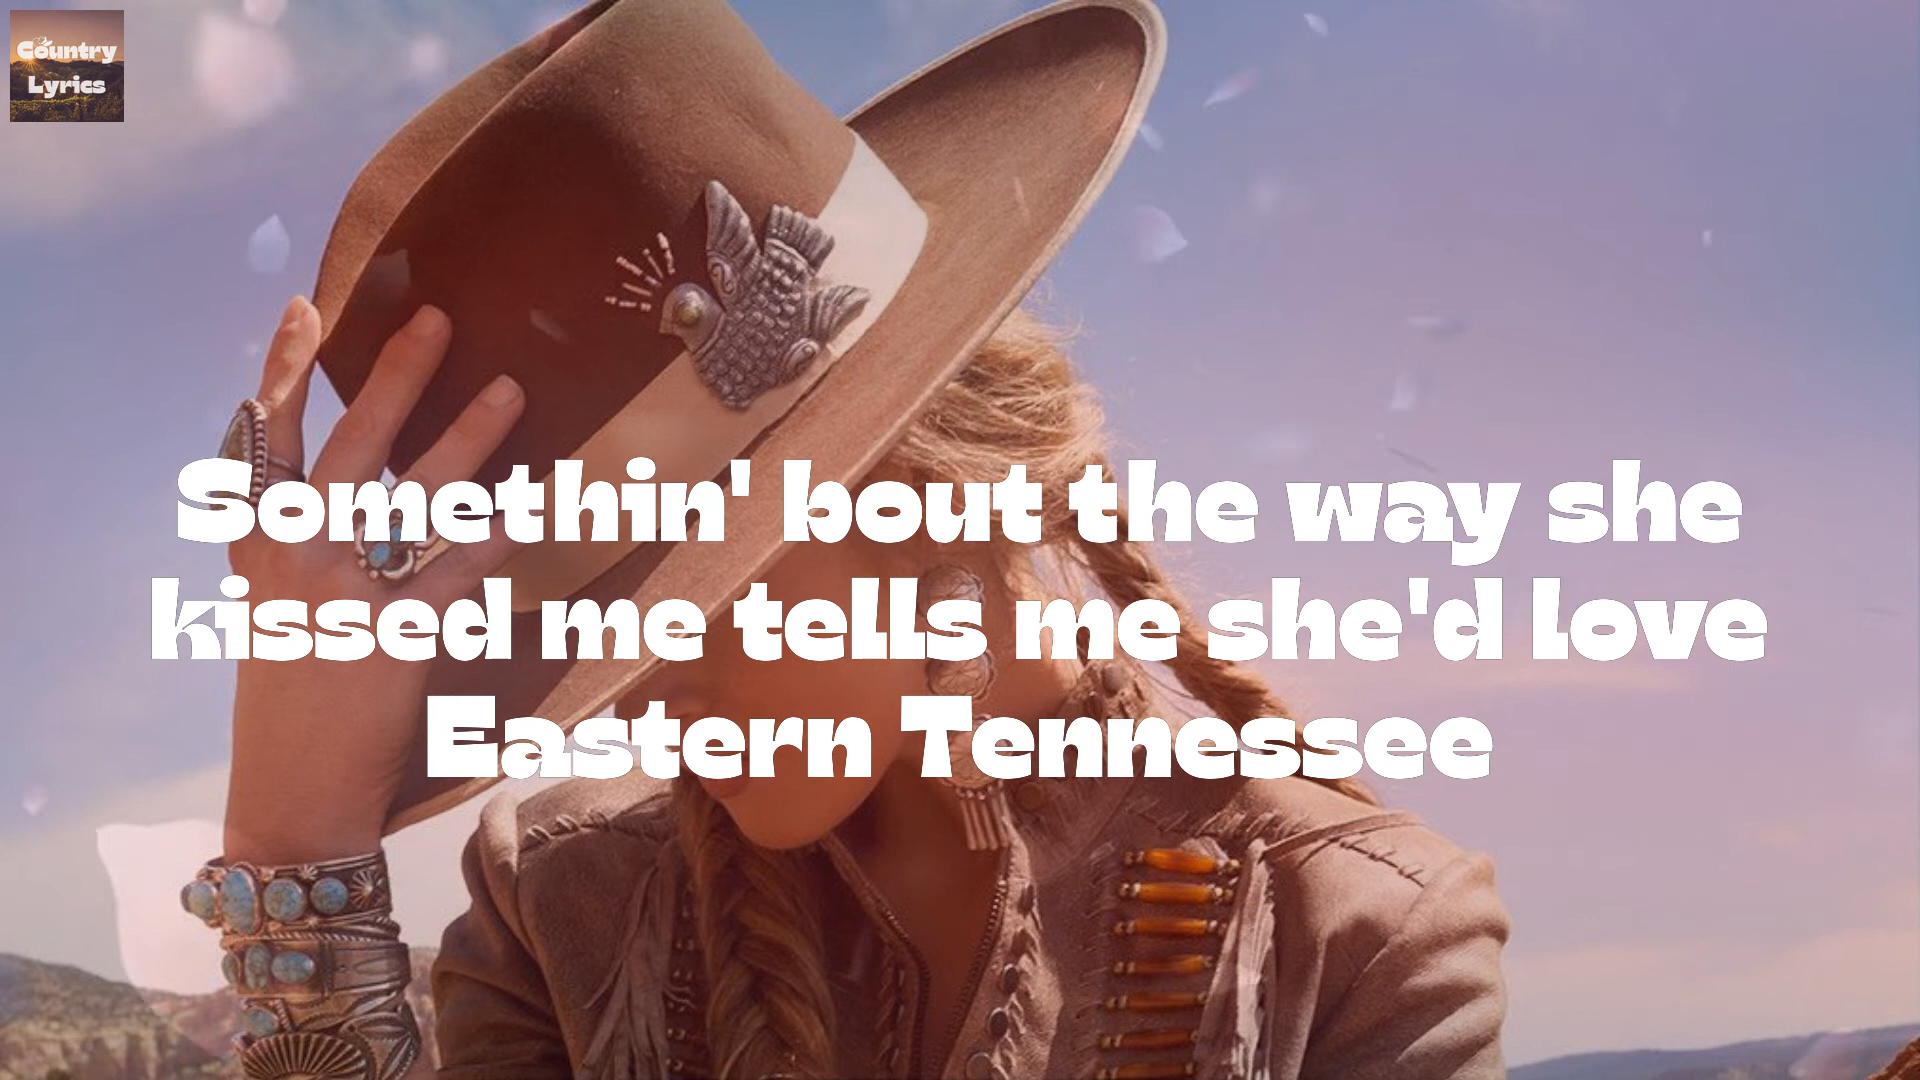 Country
Lyrics
Somethin' bout the way she
kissed me tells me she'd love
Eastern Tennessee